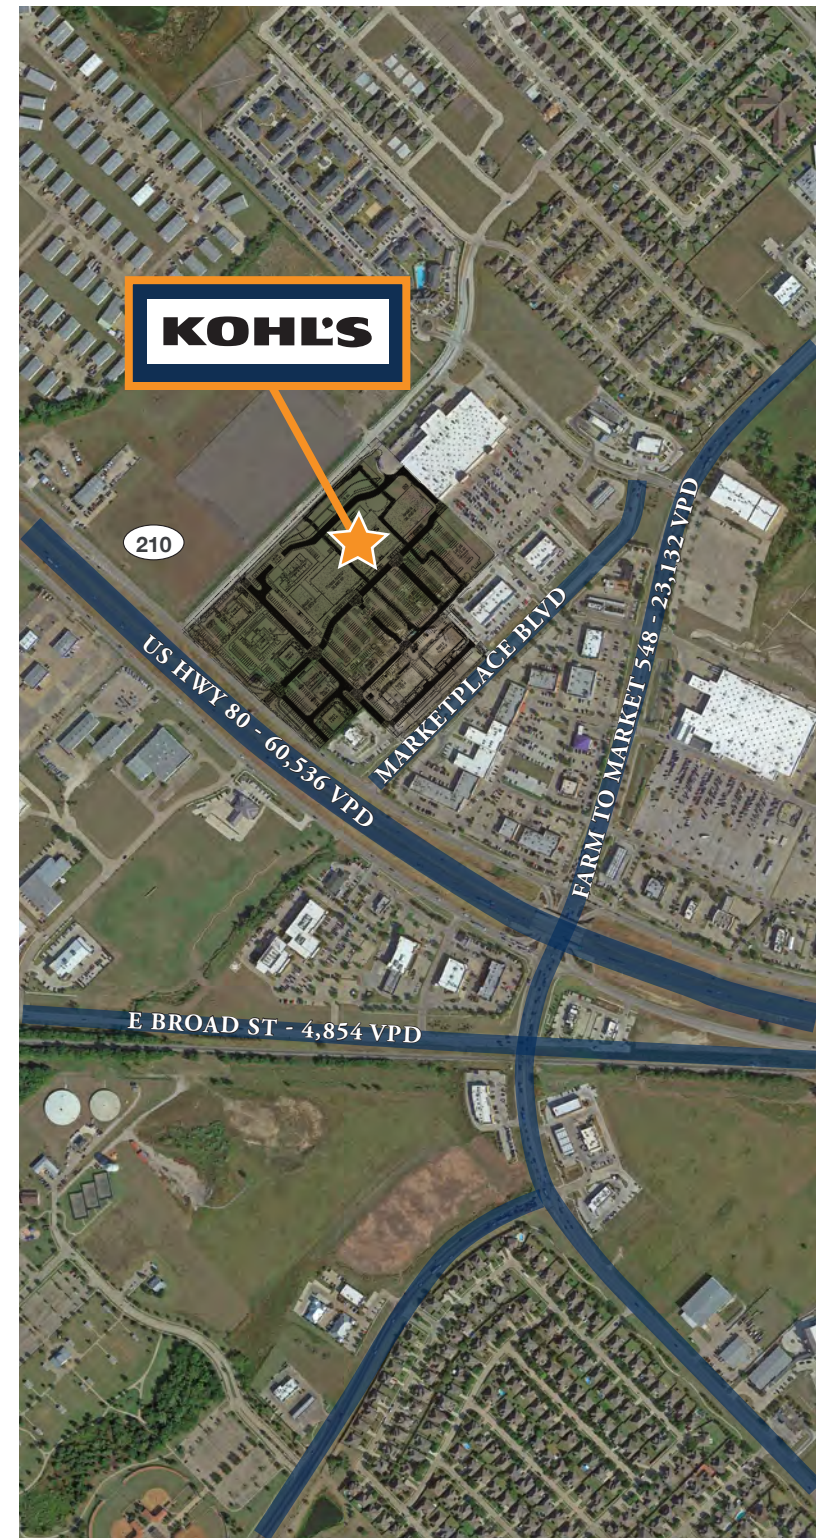 KOHL'S
210
US HWY 80 - 60,536 VPD
MARKETPLACE BLVD
FARM TO MARKET 548 - 23,132 VPD
E BROAD ST - 4,854 VPD